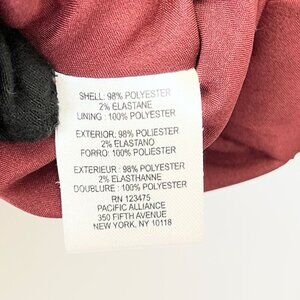 SHELL: 98% POLYESTER
2% ELASTANE
LINING : 100% POLYESTER
EXTERIOR: 98% POLIESTER
2% ELASTANO
FORRO: 100% POLIESTER
EXTERIEUR : 98% POLYESTER
2% ELASTHANNE
DOUBLURE : 100% POLYESTER
RN 123475
PACIFIC ALLIANCE
350 FIFTH AVENUE
NEW YORK, NY 10118